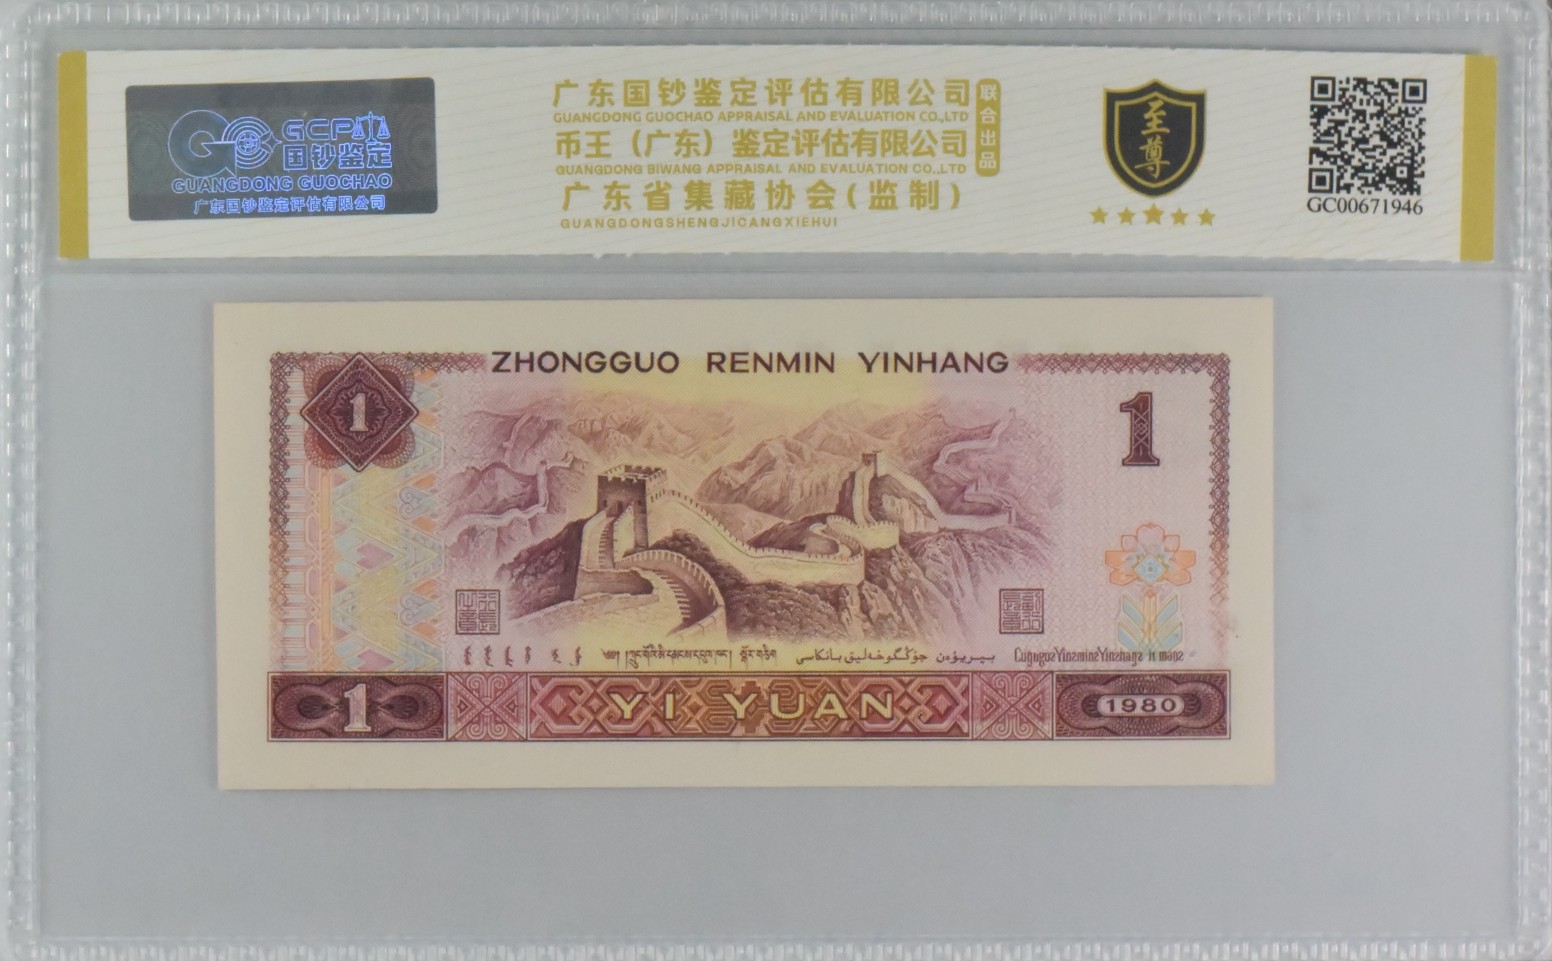 GCPA
国钞鉴定
GUANGDONG GUOCHAO
广东国钞鉴定评估有限公司
广东国钞鉴定评估有限公司
GUANGDONG GUOCHAO APPRAISAL AND EVALUATION CO.,LTD
币王（广东）鉴定评估有限公司
GUANGDONG BIWANG APPRAISAL AND EVALUATION CO.,LTD
广东省集藏协会(监制)
GUANGDONGSHENGJICANGXIEHUI
联合出品
至尊
GC00671946
ZHONGGUO RENMIN YINHANG
1
1
1
YI YUAN
1980